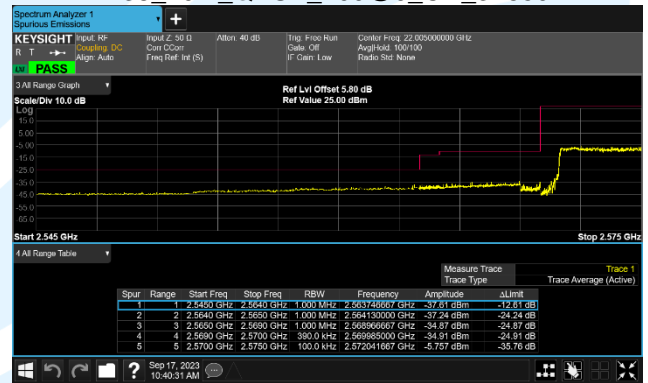 Spectrum Analyzer 1
Spurious Emissions
+
KEYSIGHT Input: RF Input Z: 50 Ω Atten: 40 dB Trig: Free Run Center Freq: 22.005000000 GHz
R T Coupling: DC Corr CCorr Gate: Off Avg|Hold: 100/100
Align: Auto Freq Ref: Int (S) IF Gain: Low Radio Std: None
PASS
3 All Range Graph Ref Lvl Offset 5.80 dB
Scale/Div 10.0 dB Ref Value 25.00 dBm
Log
15.0
5.00
-5.00
-15.0
-25.0
-35.0
-45.0
-55.0
-65.0
Start 2.545 GHz Stop 2.575 GHz
4 All Range Table
Measure Trace Trace 1
Trace Type Trace Average (Active)
Spur Range Start Freq Stop Freq RBW Frequency Amplitude ΔLimit
1 1 2.5450 GHz 2.5640 GHz 1.000 MHz 2.563746667 GHz -37.61 dBm -12.61 dB
2 2 2.5640 GHz 2.5650 GHz 1.000 MHz 2.564130000 GHz -37.24 dBm -24.24 dB
3 3 2.5650 GHz 2.5690 GHz 1.000 MHz 2.568966667 GHz -34.87 dBm -24.87 dB
4 4 2.5690 GHz 2.5700 GHz 390.0 kHz 2.569985000 GHz -34.91 dBm -24.91 dB
5 5 2.5700 GHz 2.5750 GHz 100.0 kHz 2.572041667 GHz -5.757 dBm -35.76 dB
? Sep 17, 2023
10:40:31 AM